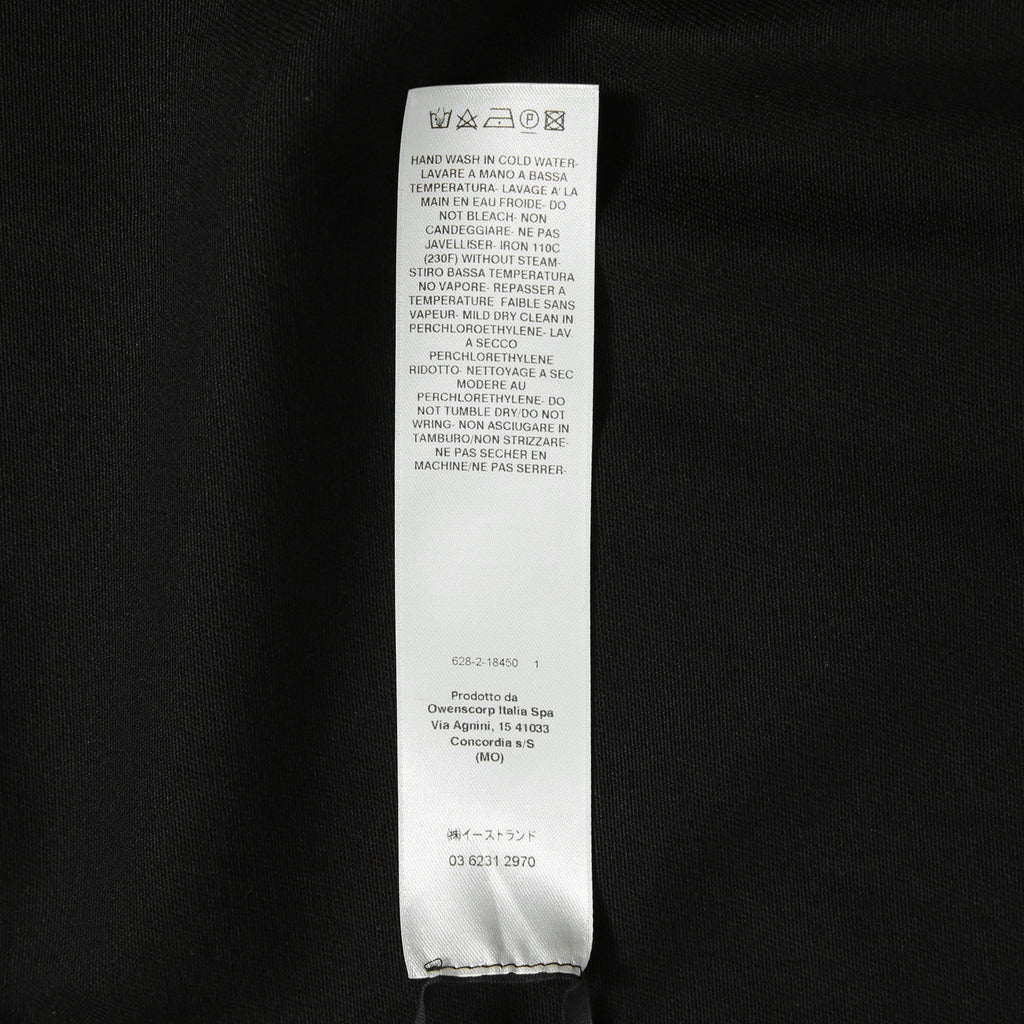 P
HAND WASH IN COLD WATER-
LAVARE A MANO A BASSA
TEMPERATURA- LAVAGE A' LA
MAIN EN EAU FROIDE- DO
NOT BLEACH- NON
CANDEGGIARE- NE PAS
JAVELLISER- IRON 110C
(230F) WITHOUT STEAM-
STIRO BASSA TEMPERATURA
NO VAPORE- REPASSER A
TEMPERATURE FAIBLE SANS
VAPEUR- MILD DRY CLEAN IN
PERCHLOROETHYLENE- LAV.
A SECCO
PERCHLORETHYLENE
RIDOTTO- NETTOYAGE A SEC
MODERE AU
PERCHLORETHYLENE- DO
NOT TUMBLE DRY/DO NOT
WRING- NON ASCIUGARE IN
TAMBURO/NON STRIZZARE-
NE PAS SECHER EN
MACHINE/NE PAS SERRER-
628-2-18450 1
Prodotto da
Owenscorp Italia Spa
Via Agnini, 15 41033
Concordia s/S
(MO)
㈱イーストランド
03 6231 2970